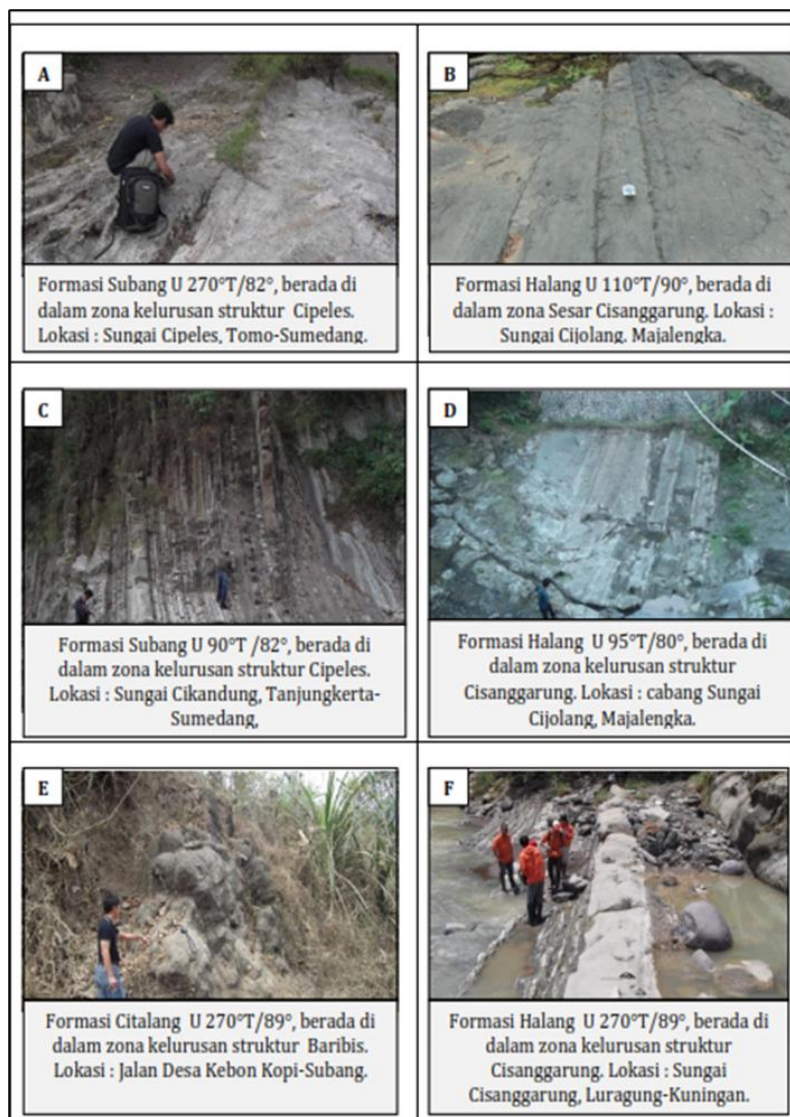 A
Formasi Subang U 270°T/82°, berada di
dalam zona kelurusan struktur Cipeles.
Lokasi : Sungai Cipeles, Tomo-Sumedang.
B
Formasi Halang U 110°T/90°, berada di
dalam zona Sesar Cisanggarung. Lokasi :
Sungai Cijolang. Majalengka.
C
Formasi Subang U 90°T /82°, berada di
dalam zona kelurusan struktur Cipeles.
Lokasi : Sungai Cikandung, Tanjungkerta-
Sumedang,
D
Formasi Halang U 95°T/80°, berada di
dalam zona kelurusan struktur
Cisanggarung. Lokasi : cabang Sungai
Cijolang, Majalengka.
E
Formasi Citalang U 270°T/89°, berada di
dalam zona kelurusan struktur Baribis.
Lokasi : Jalan Desa Kebon Kopi-Subang.
F
Formasi Halang U 270°T/89°, berada di
dalam zona kelurusan struktur
Cisanggarung. Lokasi : Sungai
Cisanggarung, Luragung-Kuningan.